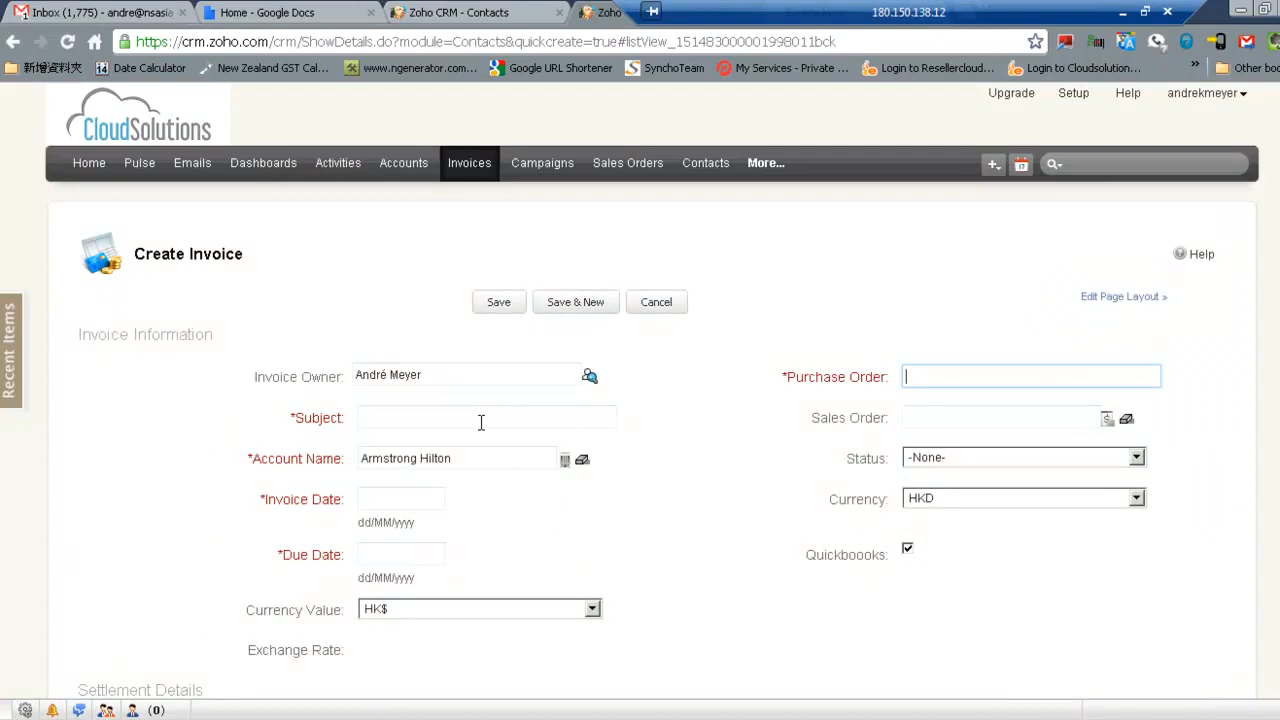 Inbox (1,775) - andre@nsasia
Home - Google Docs
Zoho CRM - Contacts
Zoho
180.150.138.12
https://crm.zoho.com/crm/ShowDetails.do?module=Contacts&quickcreate=true#listView_151483000001998011bck
新增資料夾
Date Calculator
New Zealand GST Cal...
www.ngenerator.com...
Google URL Shortener
SynchoTeam
My Services - Private ...
Login to Resellercloud...
Login to Cloudsolution...
»
Other boo
CloudSolutions
Upgrade Setup Help andrekmeyer
Home Pulse Emails Dashboards Activities Accounts Invoices Campaigns Sales Orders Contacts More...
Recent Items
Create Invoice
Help
Save Save & New Cancel
Edit Page Layout »
Invoice Information
Invoice Owner: André Meyer
*Purchase Order:
*Subject:
Sales Order:
*Account Name: Armstrong Hilton
Status: -None-
*Invoice Date:
dd/MM/yyyy
Currency: HKD
*Due Date:
dd/MM/yyyy
Quickboooks:
Currency Value: HK$
Exchange Rate:
Settlement Details
(0)